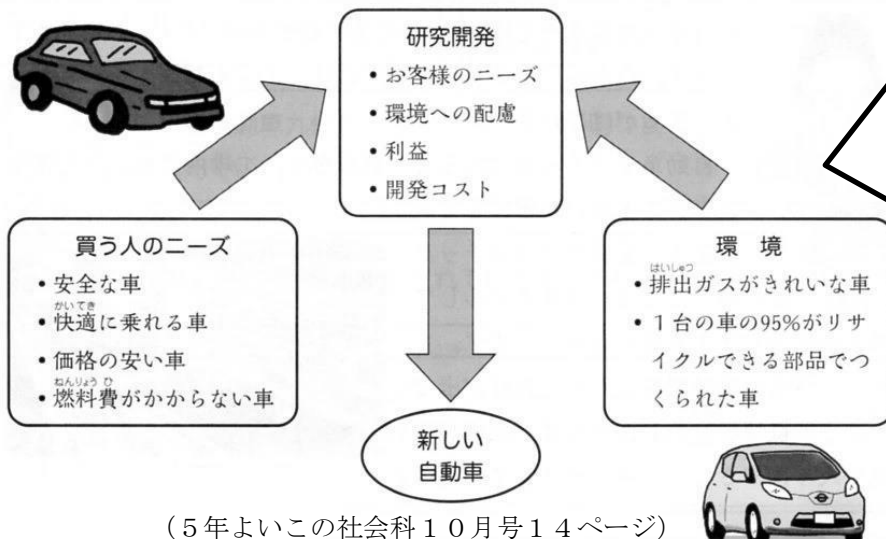 研究開発
・お客様のニーズ
・環境への配慮
・利益
・開発コスト
買う人のニーズ
・安全な車
かいてき
・快適に乗れる車
・価格の安い車
ねんりょう ひ
・燃料費がかからない車
環 境
はいしゅつ
・排出ガスがきれいな車
・1台の車の95%がリサ
イクルできる部品でつ
くられた車
新しい
自動車
(5年よいこの社会科10月号14ページ)